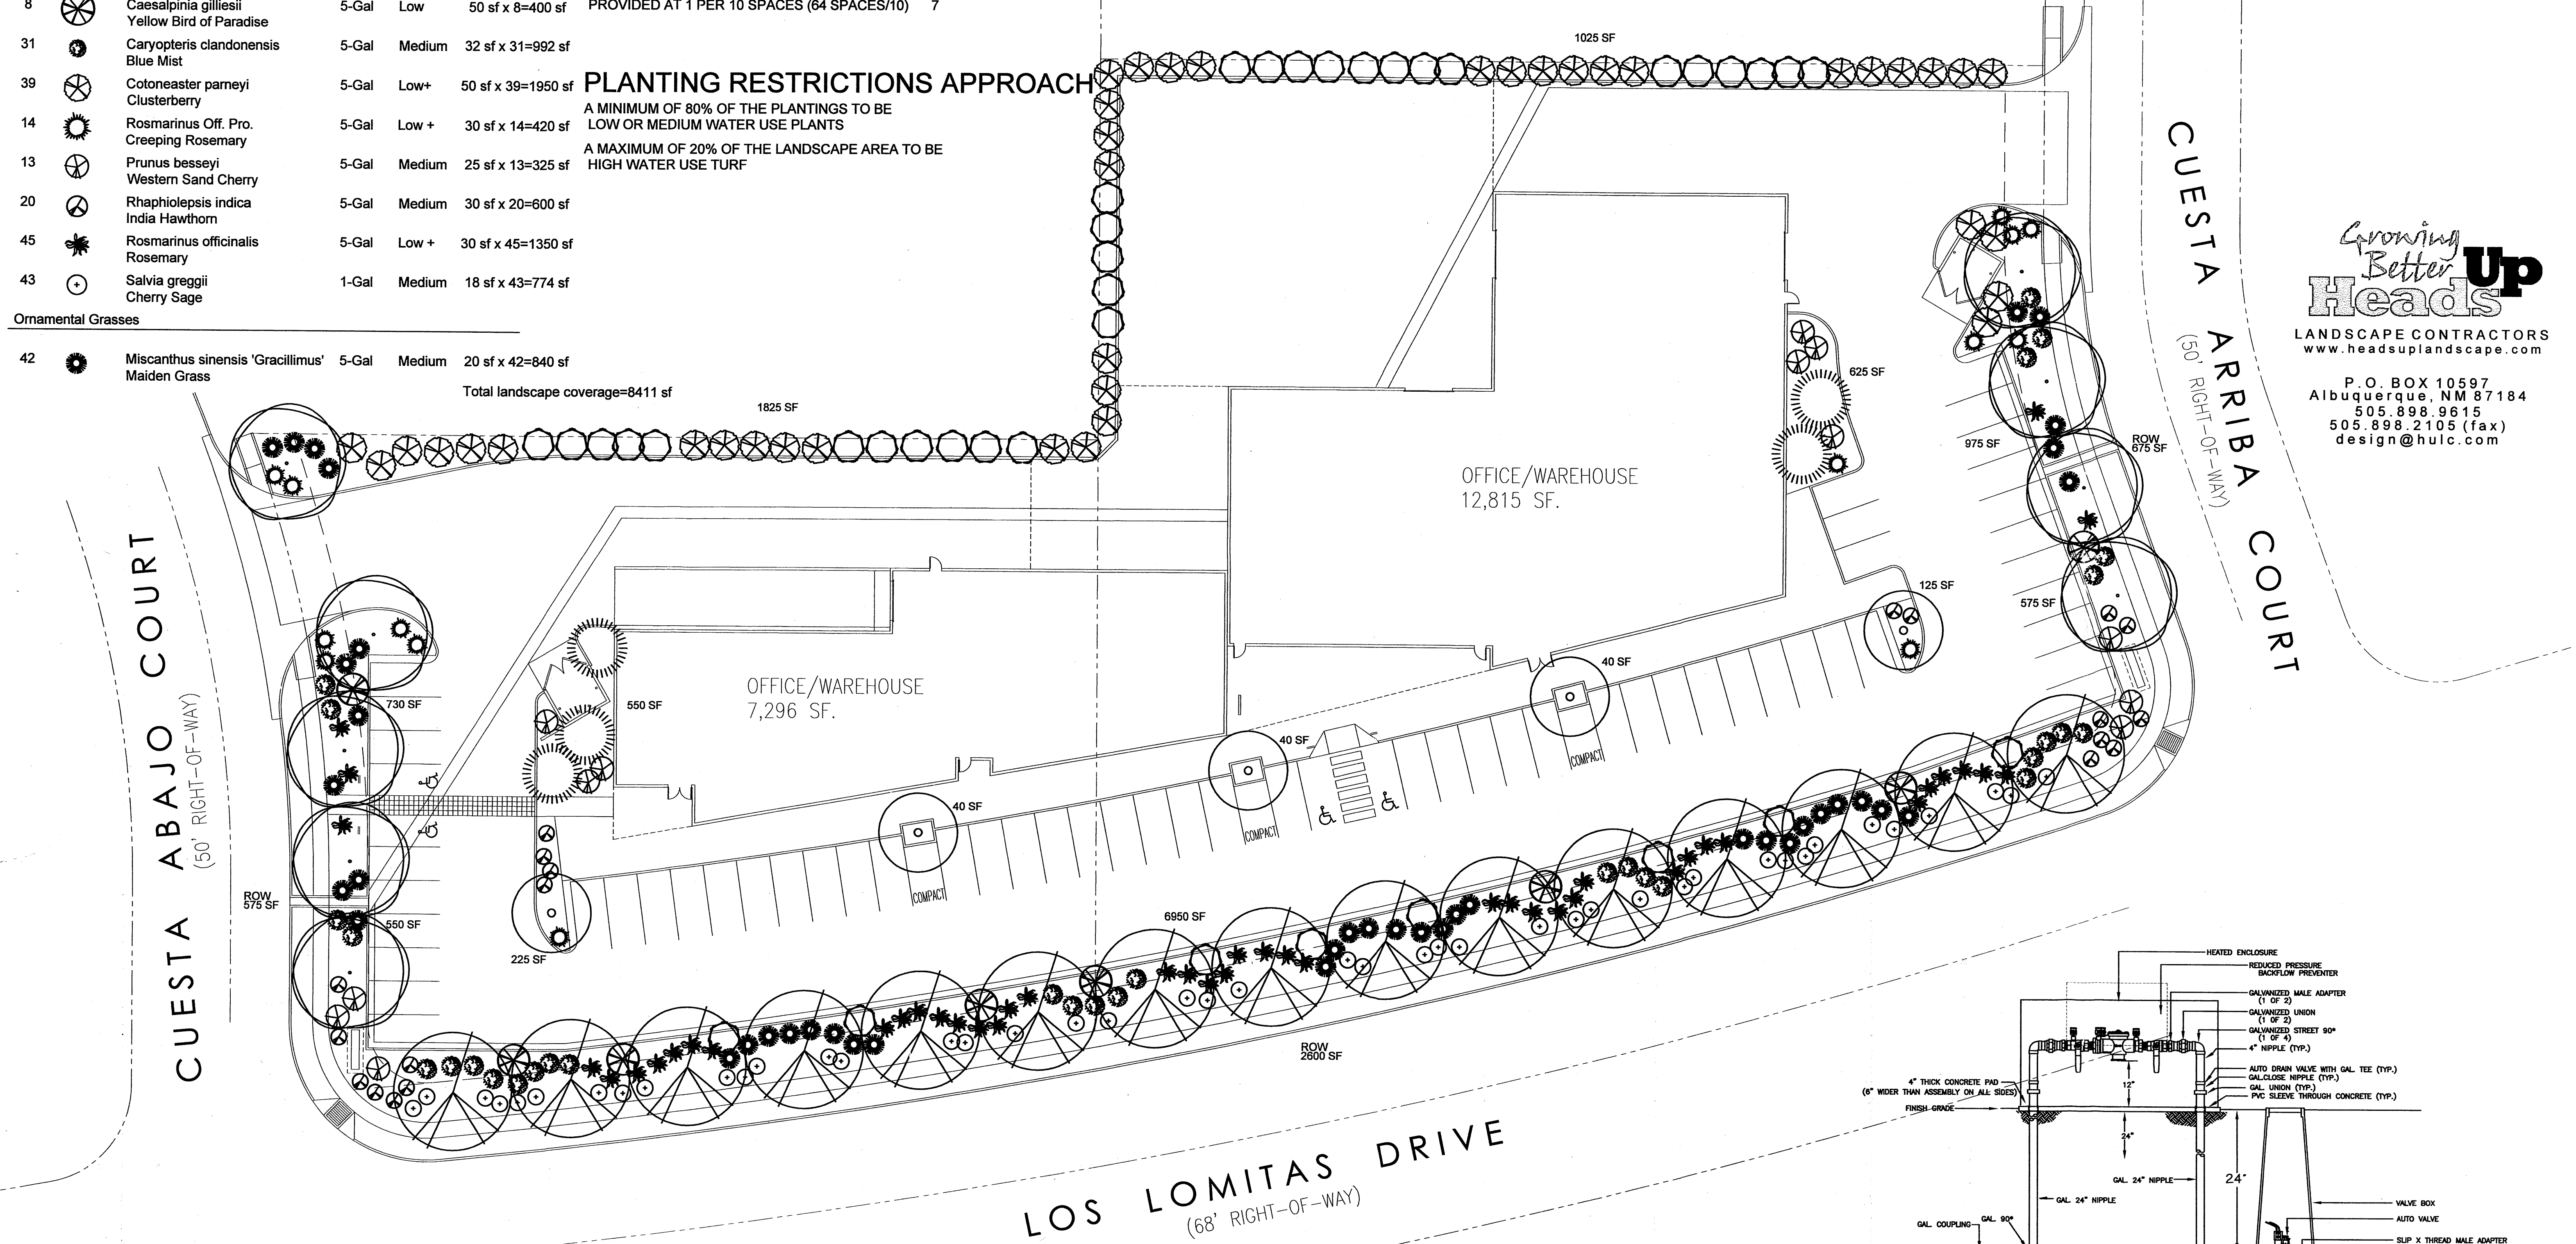 8 Caesalpinia gilliesii 5-Gal Low 50 sf x 8=400 sf
Yellow Bird of Paradise
31 Caryopteris clandonensis 5-Gal Medium 32 sf x 31=992 sf
Blue Mist
39 Cotoneaster parneyi 5-Gal Low+ 50 sf x 39=1950 sf
Clusterberry
14 Rosmarinus Off. Pro. 5-Gal Low + 30 sf x 14=420 sf
Creeping Rosemary
13 Prunus besseyi 5-Gal Medium 25 sf x 13=325 sf
Western Sand Cherry
20 Rhaphiolepsis indica 5-Gal Medium 30 sf x 20=600 sf
India Hawthorn
45 Rosmarinus officinalis 5-Gal Low + 30 sf x 45=1350 sf
Rosemary
43 Salvia greggii 1-Gal Medium 18 sf x 43=774 sf
Cherry Sage
Ornamental Grasses
42 Miscanthus sinensis 'Gracillimus' 5-Gal Medium 20 sf x 42=840 sf
Maiden Grass
Total landscape coverage=8411 sf
PROVIDED AT 1 PER 10 SPACES (64 SPACES/10) 7
PLANTING RESTRICTIONS APPROACH
A MINIMUM OF 80% OF THE PLANTINGS TO BE
LOW OR MEDIUM WATER USE PLANTS
A MAXIMUM OF 20% OF THE LANDSCAPE AREA TO BE
HIGH WATER USE TURF
1025 SF
1825 SF
625 SF
975 SF
ROW
675 SF
OFFICE/WAREHOUSE
12,815 SF.
125 SF
575 SF
40 SF
OFFICE/WAREHOUSE
7,296 SF.
550 SF
730 SF
40 SF
40 SF
COMPACT
COMPACT
COMPACT
ROW
575 SF
550 SF
225 SF
6950 SF
ROW
2600 SF
CUESTA ABAJO COURT
(50' RIGHT-OF-WAY)
CUESTA ARRIBA COURT
(50' RIGHT-OF-WAY)
LOS LOMITAS DRIVE
(68' RIGHT-OF-WAY)
Growing
Better
Heads Up
LANDSCAPE CONTRACTORS
www.headsuplandscape.com
P.O. BOX 10597
Albuquerque, NM 87184
505.898.9615
505.898.2105 (fax)
design@hulc.com
HEATED ENCLOSURE
REDUCED PRESSURE
BACKFLOW PREVENTER
GALVANIZED MALE ADAPTER
(1 OF 2)
GALVANIZED UNION
(1 OF 2)
GALVANIZED STREET 90°
(1 OF 4)
4" NIPPLE (TYP.)
AUTO DRAIN VALVE WITH GAL. TEE (TYP.)
GAL.CLOSE NIPPLE (TYP.)
GAL. UNION (TYP.)
PVC SLEEVE THROUGH CONCRETE (TYP.)
4" THICK CONCRETE PAD
(6" WIDER THAN ASSEMBLY ON ALL SIDES)
FINISH GRADE
12"
24"
24"
GAL. 24" NIPPLE
GAL. 24" NIPPLE
GAL. COUPLING
GAL. 90°
VALVE BOX
AUTO VALVE
SLIP X THREAD MALE ADAPTER